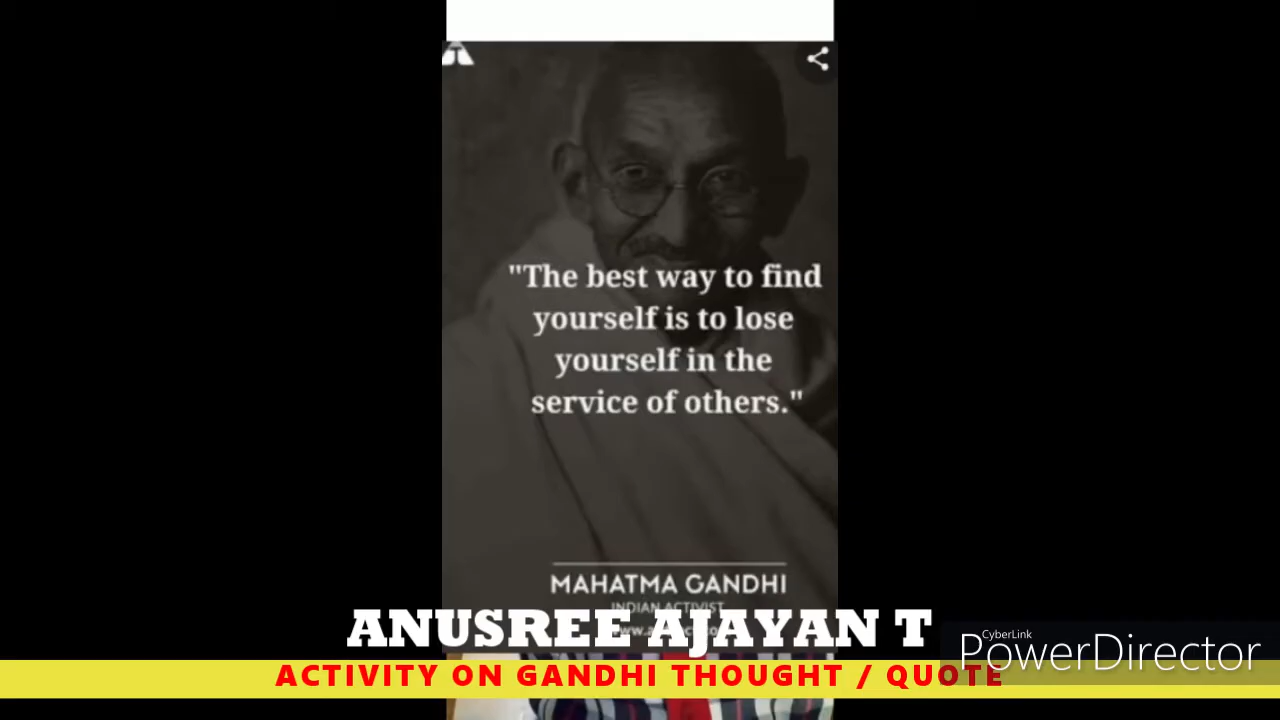 "The best way to find
yourself is to lose
yourself in the
service of others."
MAHATMA GANDHI
INDIAN ACTIVIST
ANUSREE AJAYAN T
CyberLink
PowerDirector
ACTIVITY ON GANDHI THOUGHT / QUOTE